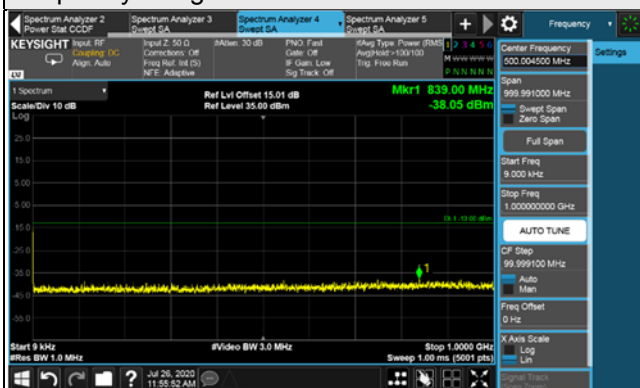 Spectrum Analyzer 2
Power Stat CCDF
Spectrum Analyzer 3
Swept SA
Spectrum Analyzer 4
Swept SA
Spectrum Analyzer 5
Swept SA
Frequency
KEYSIGHT
Input: RF
Coupling: DC
Align: Auto
Input Z: 50 Ω
Corrections: Off
Freq Ref: Int (S)
NFE: Adaptive
#Atten: 30 dB
PNO: Fast
Gate: Off
IF Gain: Low
Sig Track: Off
#Avg Type: Power (RMS)
Avg|Hold:>100/100
Trig: Free Run
1 2 3 4 5 6
M W W W W W
P N N N N N
LV
1 Spectrum
Scale/Div 10 dB
Log
Ref Lvl Offset 15.01 dB
Ref Level 35.00 dBm
Mkr1 839.00 MHz
-38.05 dBm
25.0
15.0
5.00
-5.00
DL1 -13.00 dBm
-15.0
-25.0
-35.0
-45.0
-55.0
1
Start 9 kHz
#Res BW 1.0 MHz
#Video BW 3.0 MHz
Stop 1.0000 GHz
Sweep 1.00 ms (5001 pts)
Center Frequency
500.004500 MHz
Settings
Span
999.991000 MHz
Swept Span
Zero Span
Full Span
Start Freq
9.000 kHz
Stop Freq
1.000000000 GHz
AUTO TUNE
CF Step
99.999100 MHz
Auto
Man
Freq Offset
0 Hz
X Axis Scale
Log
Lin
Signal Track
Jul 26, 2020
11:55:52 AM